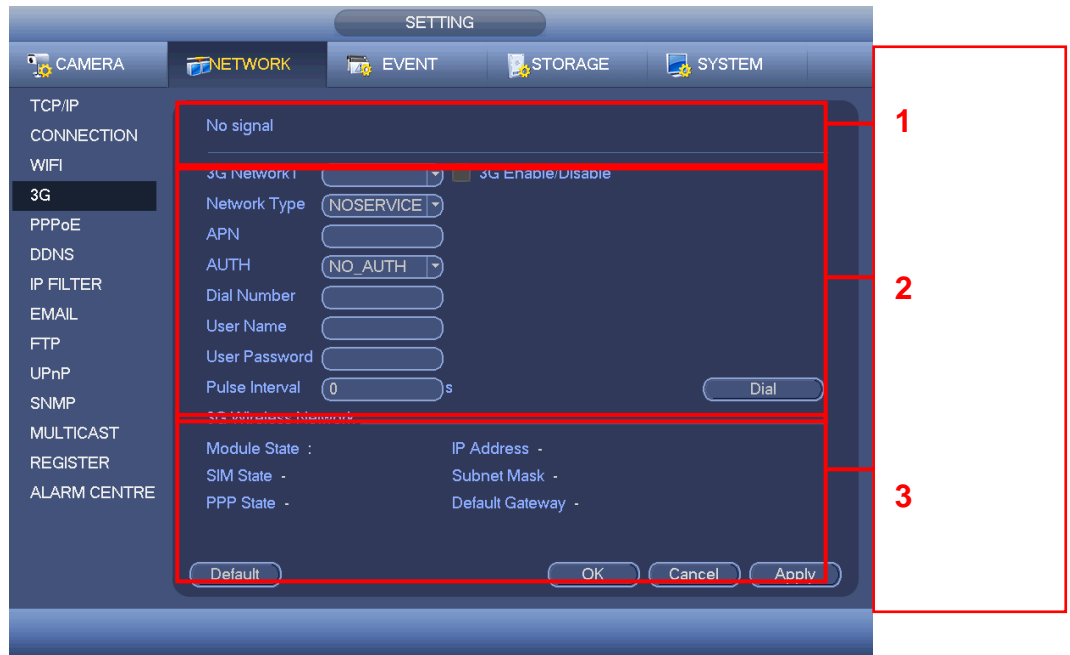 SETTING
CAMERA NETWORK EVENT STORAGE SYSTEM
TCP/IP
CONNECTION
WIFI
3G
PPPoE
DDNS
IP FILTER
EMAIL
FTP
UPnP
SNMP
MULTICAST
REGISTER
ALARM CENTRE
No signal
3G Network1 3G Enable/Disable
Network Type NOSERVICE
APN
AUTH NO_AUTH
Dial Number
User Name
User Password
Pulse Interval 0 s Dial
3G Wireless Network
Module State : IP Address -
SIM State - Subnet Mask -
PPP State - Default Gateway -
Default OK Cancel Apply
1
2
3